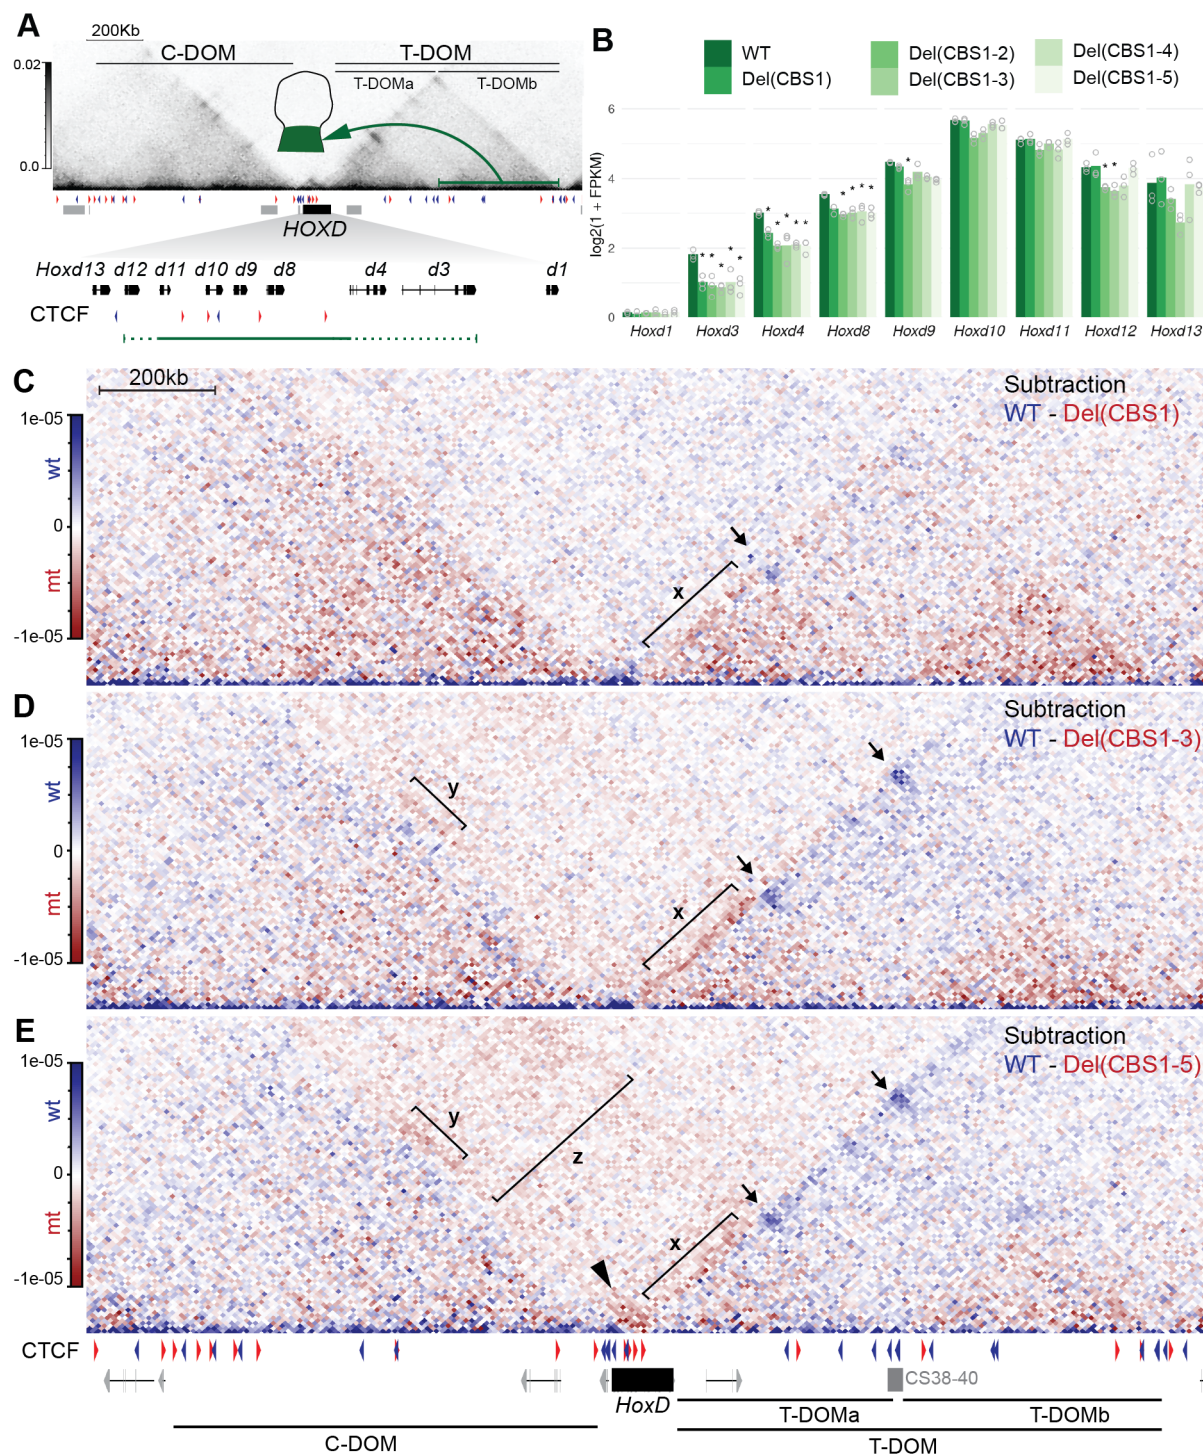 A
200Kb
C-DOM
T-DOM
T-DOMa
T-DOMb
0.02
0.0
HOXD
Hoxd13 d12 d11 d10 d9 d8 d4 d3 d1
CTCF
B
WT
Del(CBS1)
Del(CBS1-2)
Del(CBS1-3)
Del(CBS1-4)
Del(CBS1-5)
log2(1 + FPKM)
6
4
2
0
* * * * * * * * * * * * * * * * * *
Hoxd1 Hoxd3 Hoxd4 Hoxd8 Hoxd9 Hoxd10 Hoxd11 Hoxd12 Hoxd13
C
200kb
1e-05
wt
0
mt
-1e-05
Subtraction
WT - Del(CBS1)
x
D
1e-05
wt
0
mt
-1e-05
Subtraction
WT - Del(CBS1-3)
y
x
E
1e-05
wt
0
mt
-1e-05
Subtraction
WT - Del(CBS1-5)
y
z
x
CTCF
HoxD
CS38-40
C-DOM
T-DOMa
T-DOMb
T-DOM